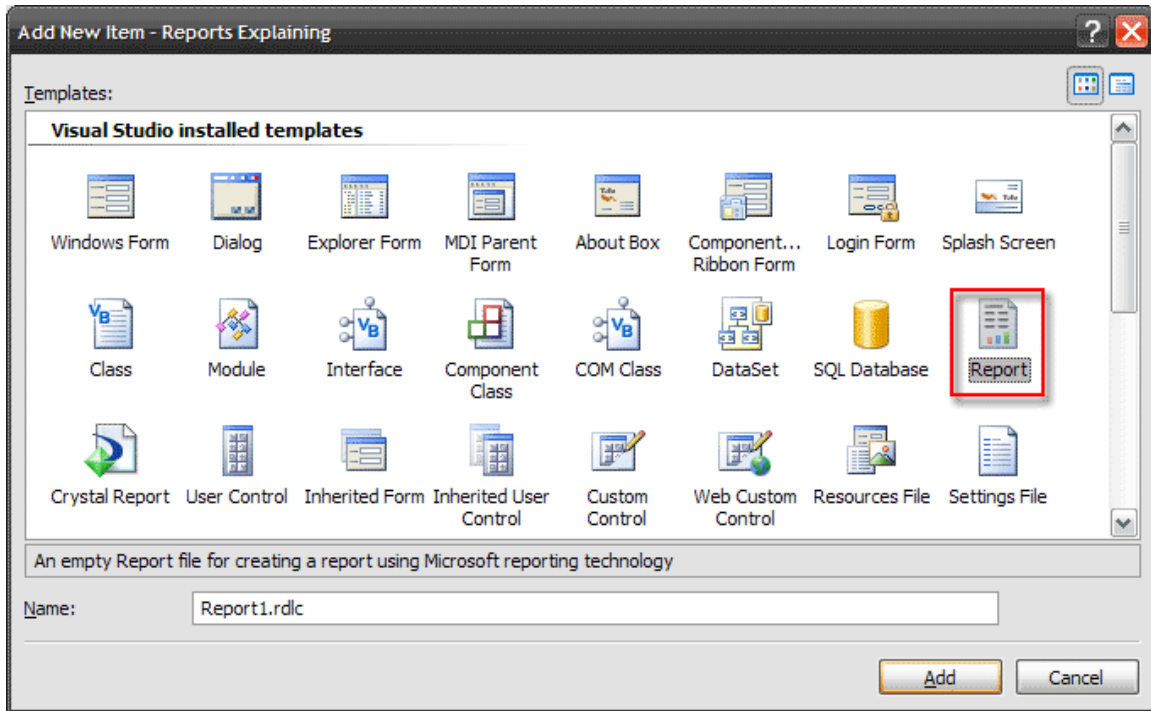 Add New Item - Reports Explaining
Templates:
Visual Studio installed templates
Windows Form
Dialog
Explorer Form
MDI Parent
Form
About Box
Component...
Ribbon Form
Login Form
Splash Screen
Class
Module
Interface
Component
Class
COM Class
DataSet
SQL Database
Report
Crystal Report
User Control
Inherited Form
Inherited User
Control
Custom
Control
Web Custom
Control
Resources File
Settings File
An empty Report file for creating a report using Microsoft reporting technology
Name:
Report1.rdlc
Add
Cancel